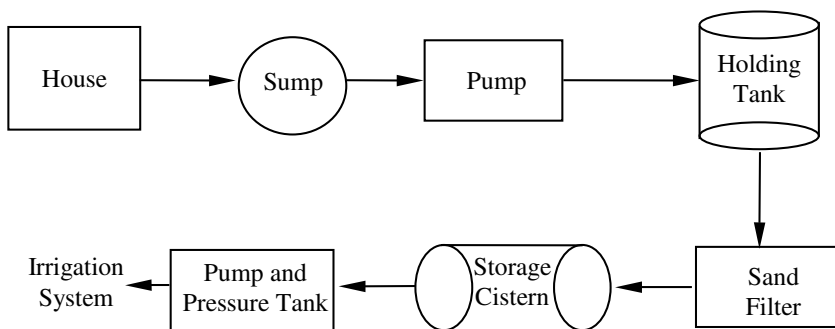 House
Sump
Pump
Holding
Tank
Irrigation
System
Pump and
Pressure Tank
Storage
Cistern
Sand
Filter